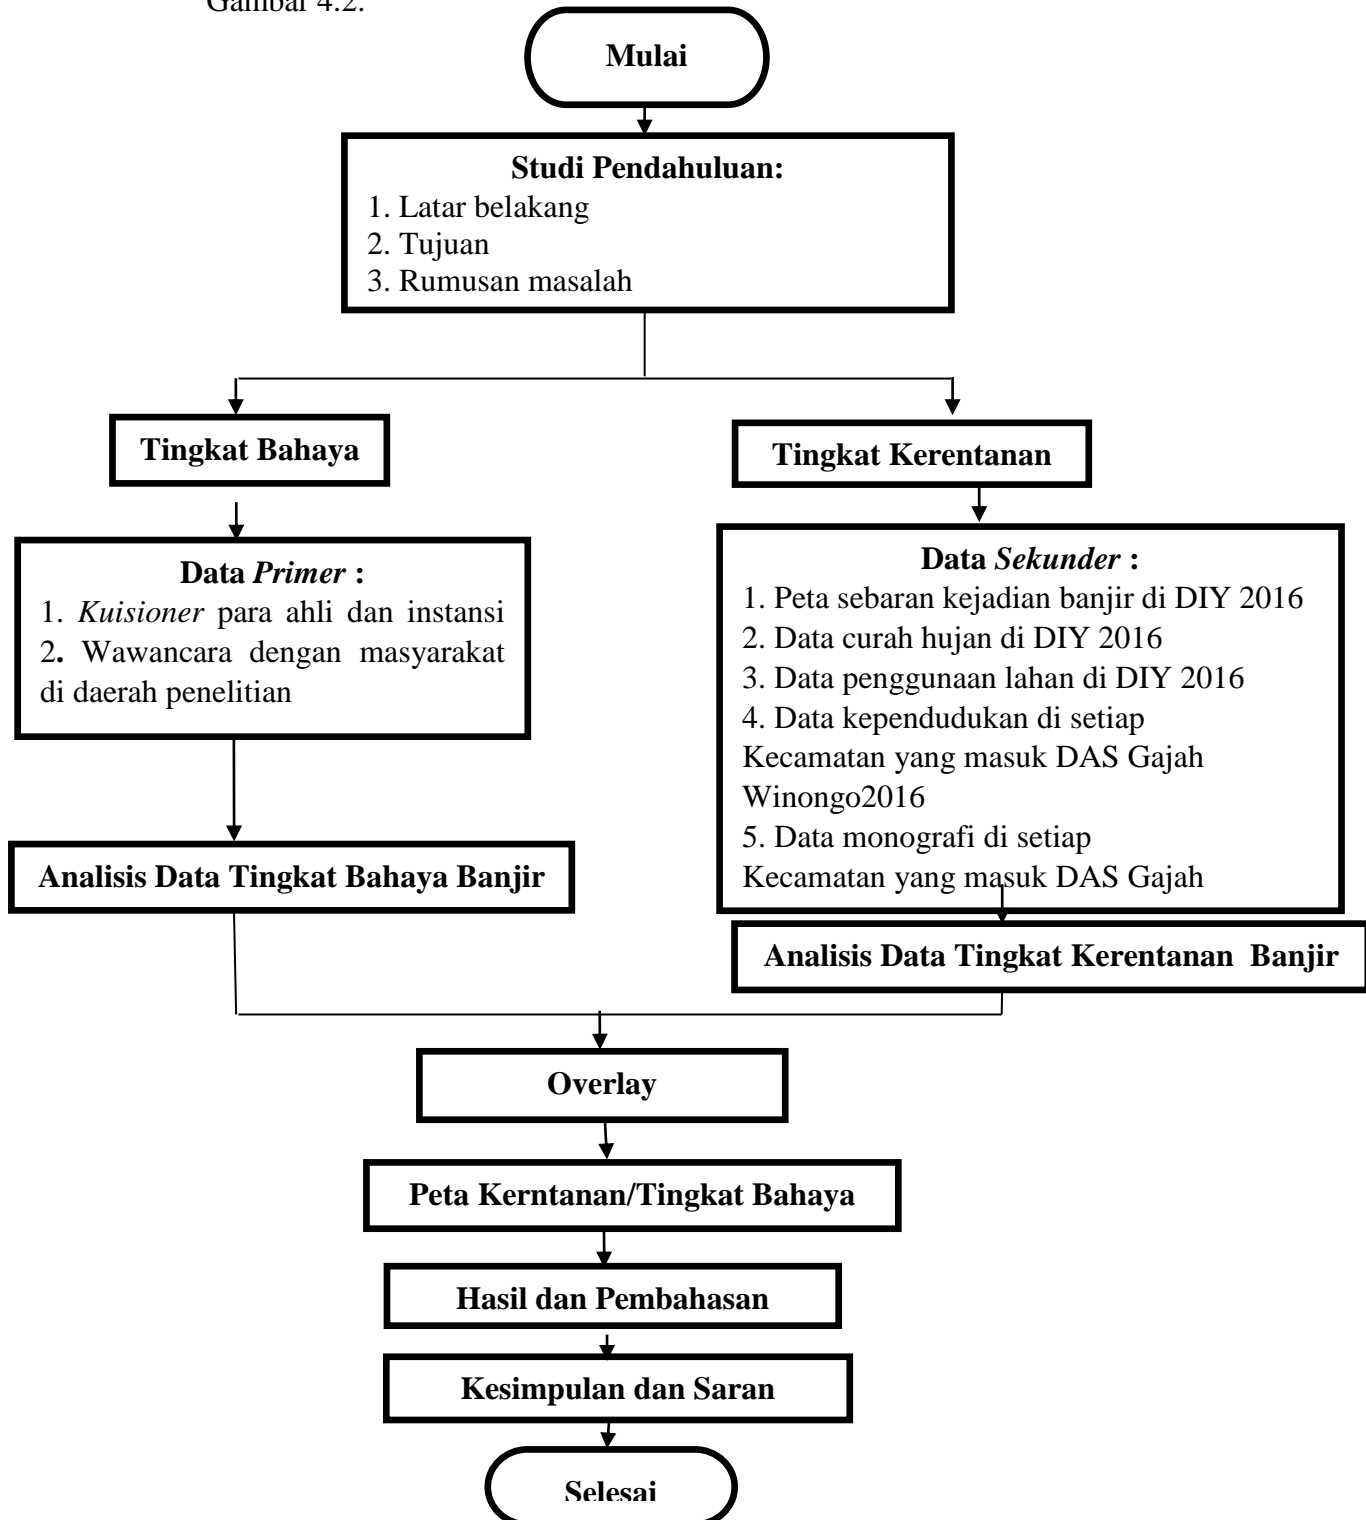 Gambar 4.2.
Mulai
Studi Pendahuluan:
1. Latar belakang
2. Tujuan
3. Rumusan masalah
Tingkat Bahaya
Tingkat Kerentanan
Data Primer :
1. Kuisioner para ahli dan instansi
2. Wawancara dengan masyarakat
di daerah penelitian
Data Sekunder :
1. Peta sebaran kejadian banjir di DIY 2016
2. Data curah hujan di DIY 2016
3. Data penggunaan lahan di DIY 2016
4. Data kependudukan di setiap
Kecamatan yang masuk DAS Gajah
Winongo2016
5. Data monografi di setiap
Kecamatan yang masuk DAS Gajah
Analisis Data Tingkat Bahaya Banjir
Analisis Data Tingkat Kerentanan  Banjir
Overlay
Peta Kerntanan/Tingkat Bahaya
Hasil dan Pembahasan
Kesimpulan dan Saran
Selesai